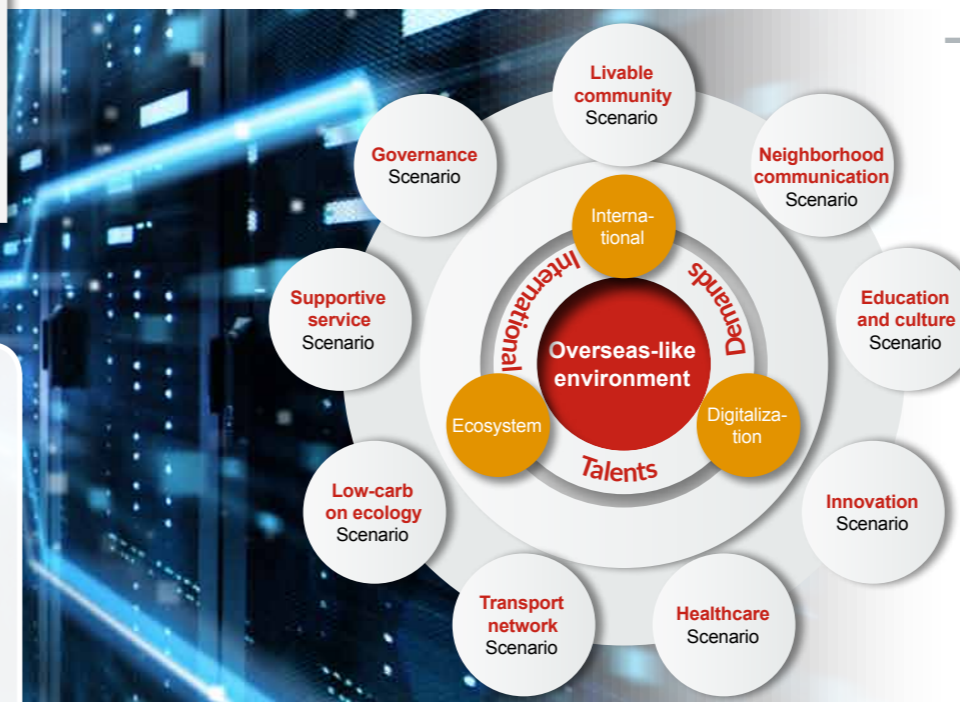 Livable
community
Scenario
Neighborhood
communication
Scenario
Education
and culture
Scenario
Innovation
Scenario
Healthcare
Scenario
Transport
network
Scenario
Low-carb
on ecology
Scenario
Supportive
service
Scenario
Governance
Scenario
Interna-
tional
Digitaliza-
tion
Ecosystem
International
Demands
Talents
Overseas-like
environment